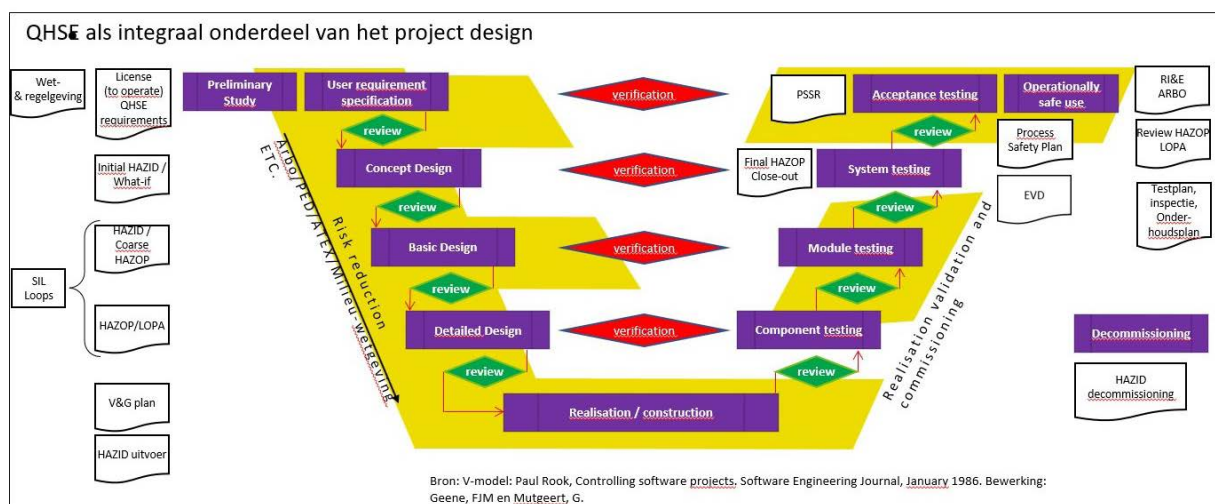 QHSE als integraal onderdeel van het project design
Wet-
& regelgeving
License
(to operate)
QHSE
requirements
Preliminary
Study
User requirement
specification
verification
PSSR
Acceptance testing
Operationally
safe use
RI&E
ARBO
review
review
Initial HAZID /
What-if
Concept Design
verification
Final HAZOP
Close-out
System testing
Process
Safety Plan
Review HAZOP
LOPA
review
review
EVD
Testplan,
inspectie,
Onder-
houdsplan
SIL
Loops
HAZID /
Coarse
HAZOP
Basic Design
verification
Module testing
review
review
HAZOP/LOPA
Detailed Design
verification
Component testing
Decommissioning
review
review
V&G plan
Realisation / construction
HAZID
decommissioning
HAZID uitvoer
Arbo/PED/ATEX/Milieu-wetgeving
ETC.
Risk reduction
Realisation validation and
commissioning
Bron: V-model: Paul Rook, Controlling software projects. Software Engineering Journal, January 1986. Bewerking:
Geene, FJM en Mutgeert, G.